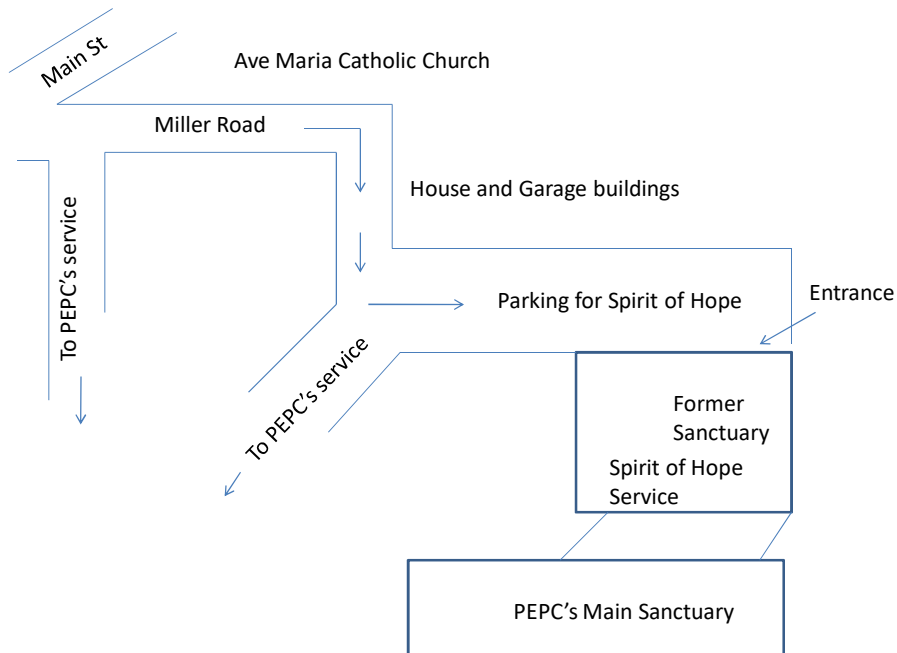 Main St
Ave Maria Catholic Church
Miller Road
House and Garage buildings
To PEPC's service
Parking for Spirit of Hope
Entrance
To PEPC's service
Former
Sanctuary
Spirit of Hope
Service
PEPC's Main Sanctuary